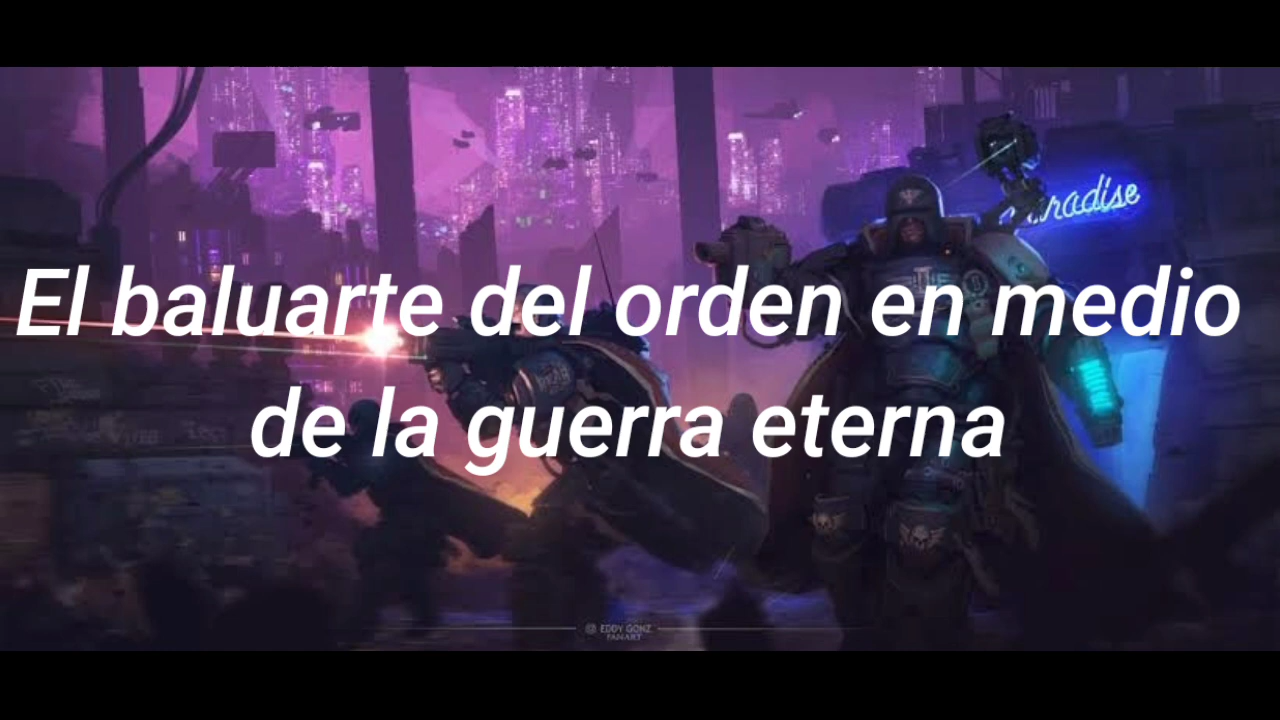 Paradise
El baluarte del orden en medio
de la guerra eterna
EDDY GONZ
FANART